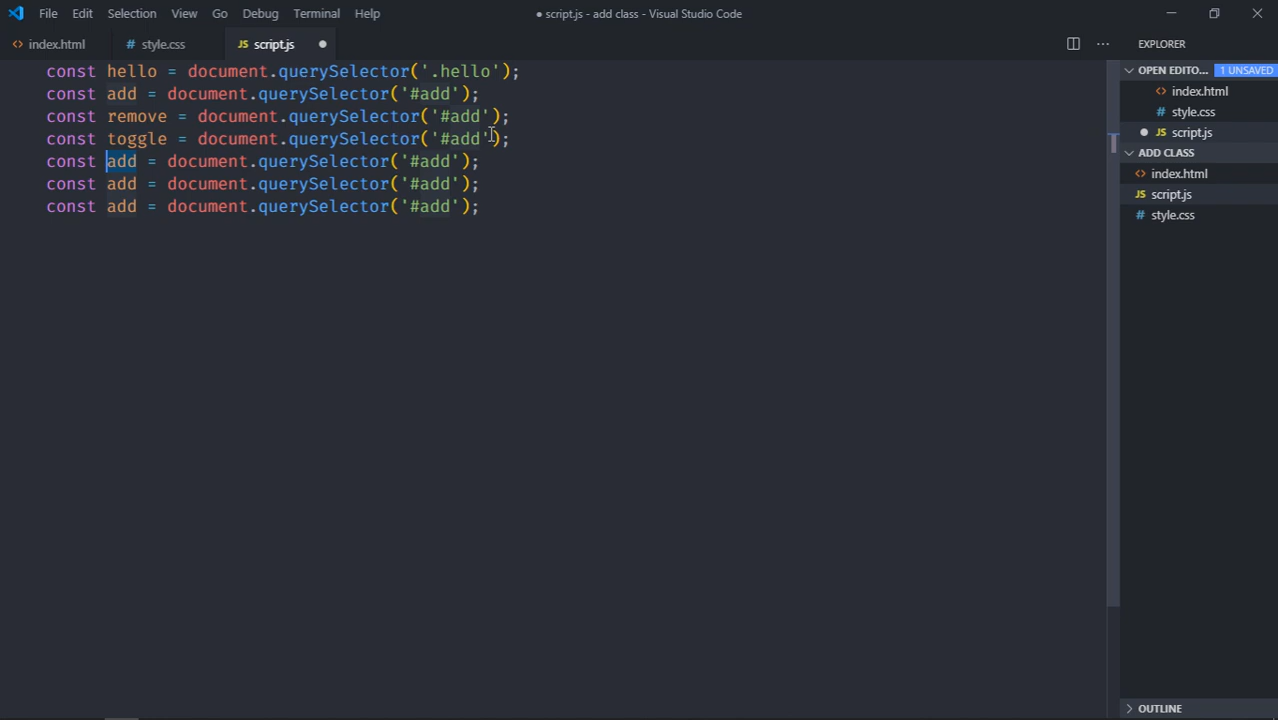 File Edit Selection View Go Debug Terminal Help ● script.js - add class - Visual Studio Code
<> index.html # style.css JS script.js ● ··· EXPLORER
const hello = document.querySelector('.hello');
const add = document.querySelector('#add');
const remove = document.querySelector('#add');
const toggle = document.querySelector('#add');
const add = document.querySelector('#add');
const add = document.querySelector('#add');
const add = document.querySelector('#add');
OPEN EDITO... 1 UNSAVED
<> index.html
# style.css
● JS script.js
ADD CLASS
<> index.html
JS script.js
# style.css
OUTLINE